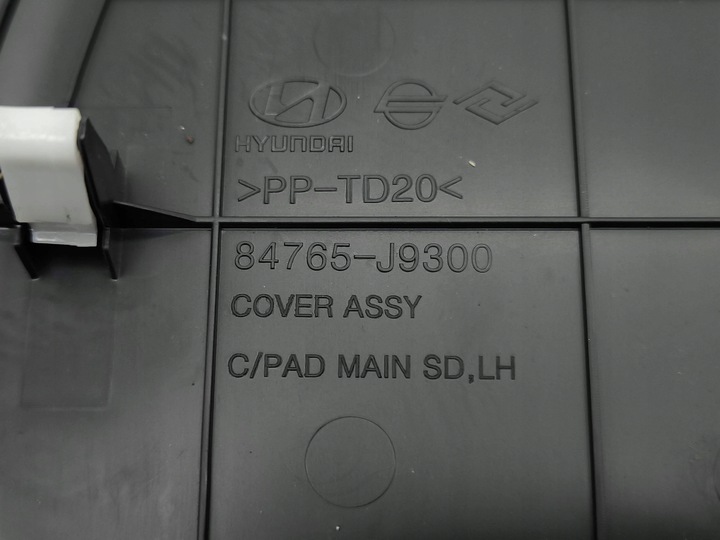 HYUNDAI
>PP-TD20<
84765-J9300
COVER ASSY
C/PAD MAIN SD,LH